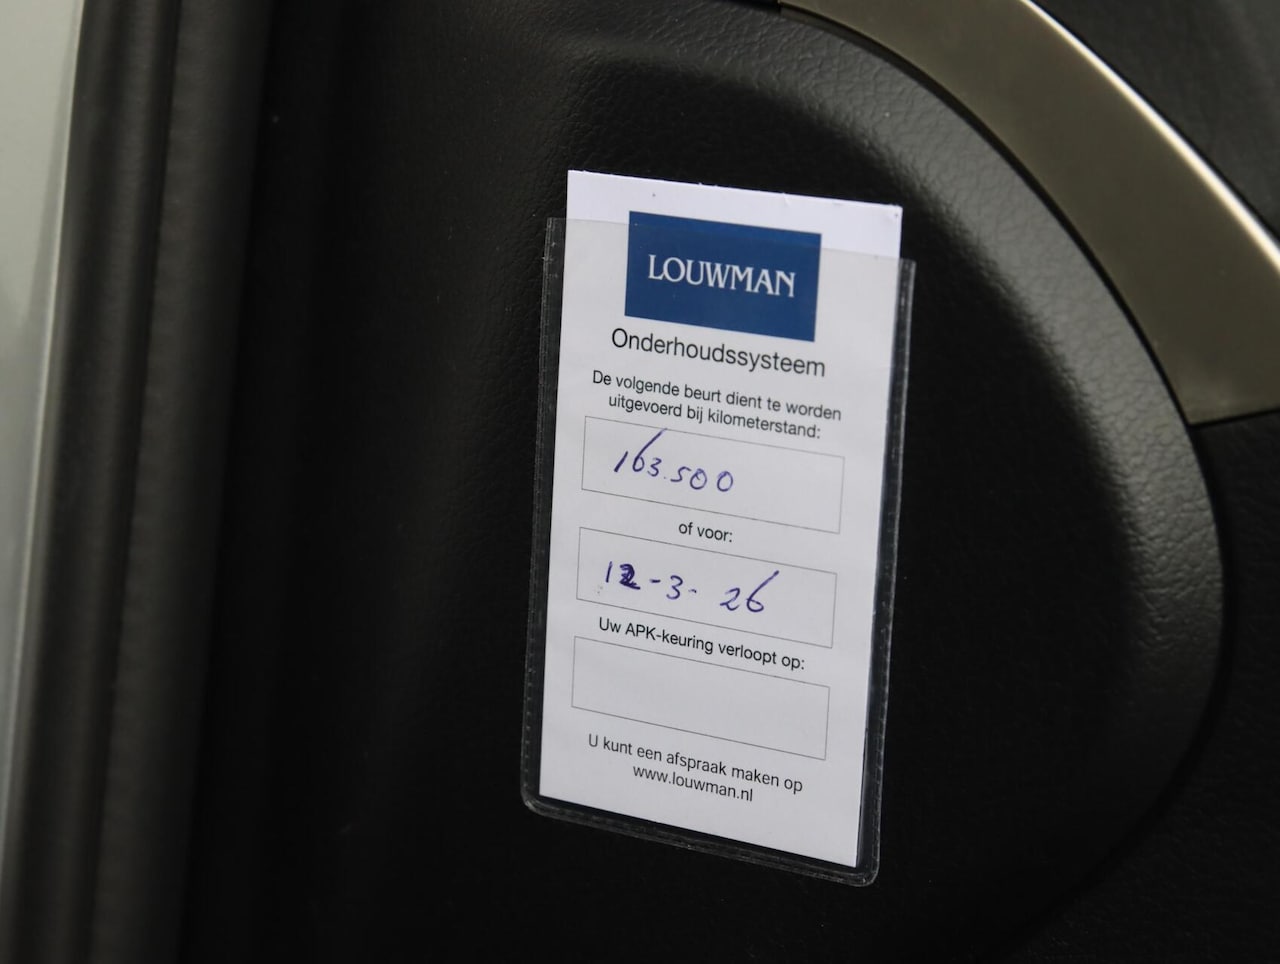 LOUWMAN
Onderhoudssysteem
De volgende beurt dient te worden
uitgevoerd bij kilometerstand:
163.500
of voor:
12-3-26
Uw APK-keuring verloopt op:
U kunt een afspraak maken op
www.louwman.nl